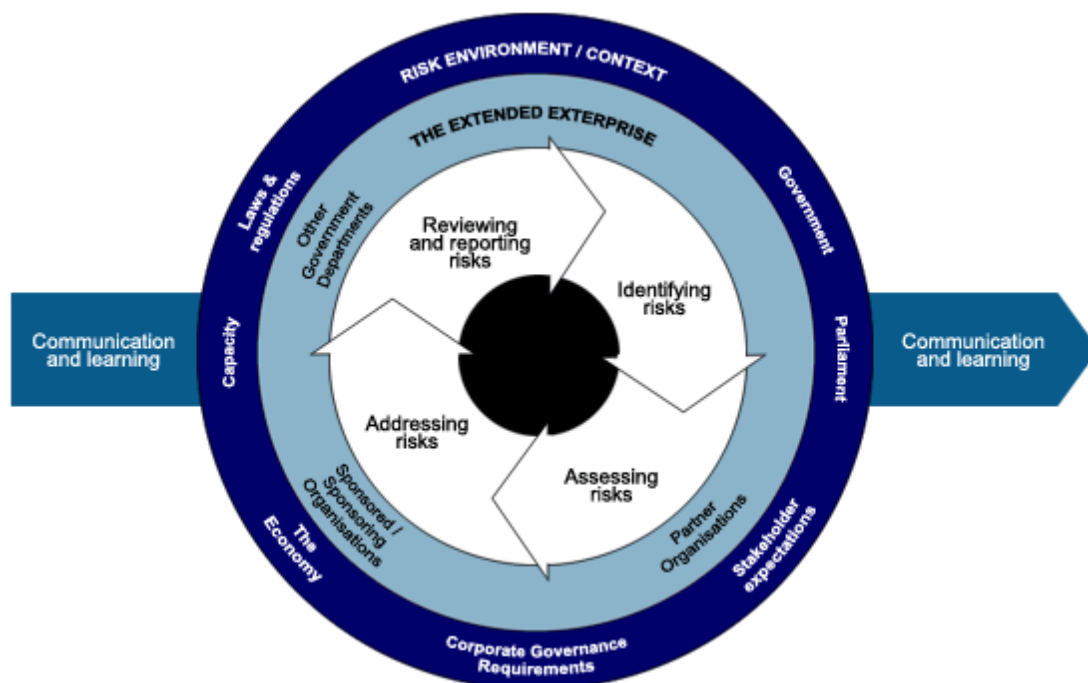 RISK ENVIRONMENT / CONTEXT
THE EXTENDED EXTERPRISE
Laws &
regulations
Government
Other
Government
Departments
Reviewing
and reporting
risks
Identifying
risks
Communication
and learning
Capacity
Parliament
Communication
and learning
Addressing
risks
Assessing
risks
Sponsored /
Sponsoring
Organisations
Partner
Organisations
The
Economy
Stakeholder
expectations
Corporate Governance
Requirements